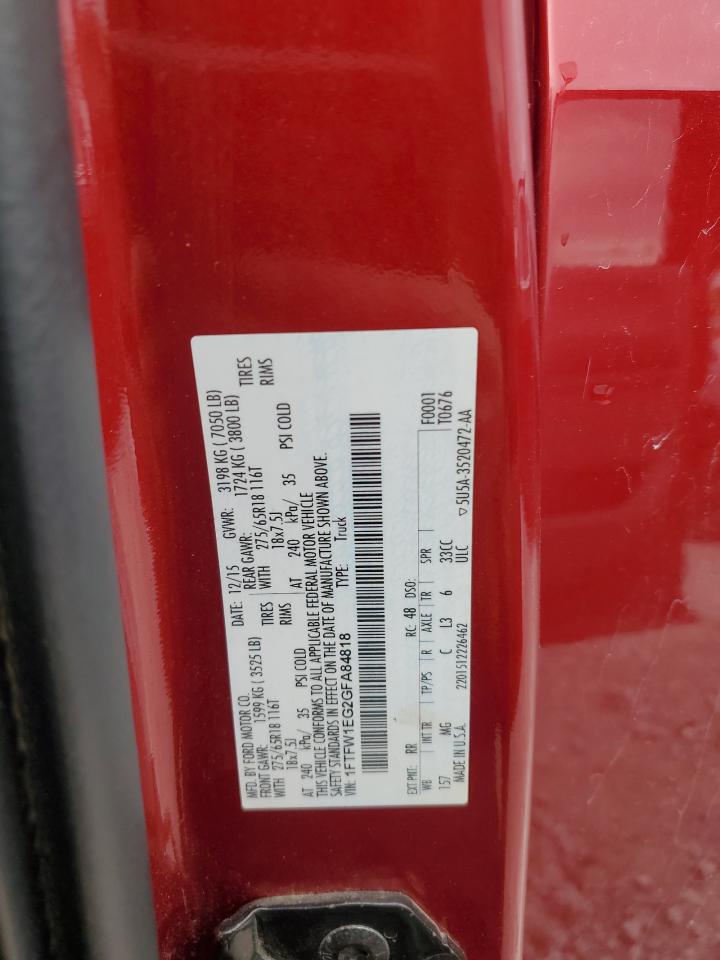 MFD. BY FORD MOTOR CO.
DATE: 12/15 GVWR: 3198 KG ( 7050 LB)
FRONT GAWR: 1599 KG ( 3525 LB) REAR GAWR: 1724 KG ( 3800 LB)
WITH 275/65R18 116T TIRES WITH 275/65R18 116T TIRES
18x7.5J RIMS 18x7.5J RIMS
AT 240 kPa/ 35 PSI COLD AT 240 kPa/ 35 PSI COLD
THIS VEHICLE CONFORMS TO ALL APPLICABLE FEDERAL MOTOR VEHICLE
SAFETY STANDARDS IN EFFECT ON THE DATE OF MANUFACTURE SHOWN ABOVE.
VIN: 1FTFW1EG2GFA84818 TYPE: Truck
F0001
EXT PNT: RR RC: 48 DSO: T0676
WB INT TR TP/PS R AXLE TR SPR
157 MG C L3 6 33CC ▽ 5U5A-3520472-AA
MADE IN U.S.A. 2201512226462 ULC